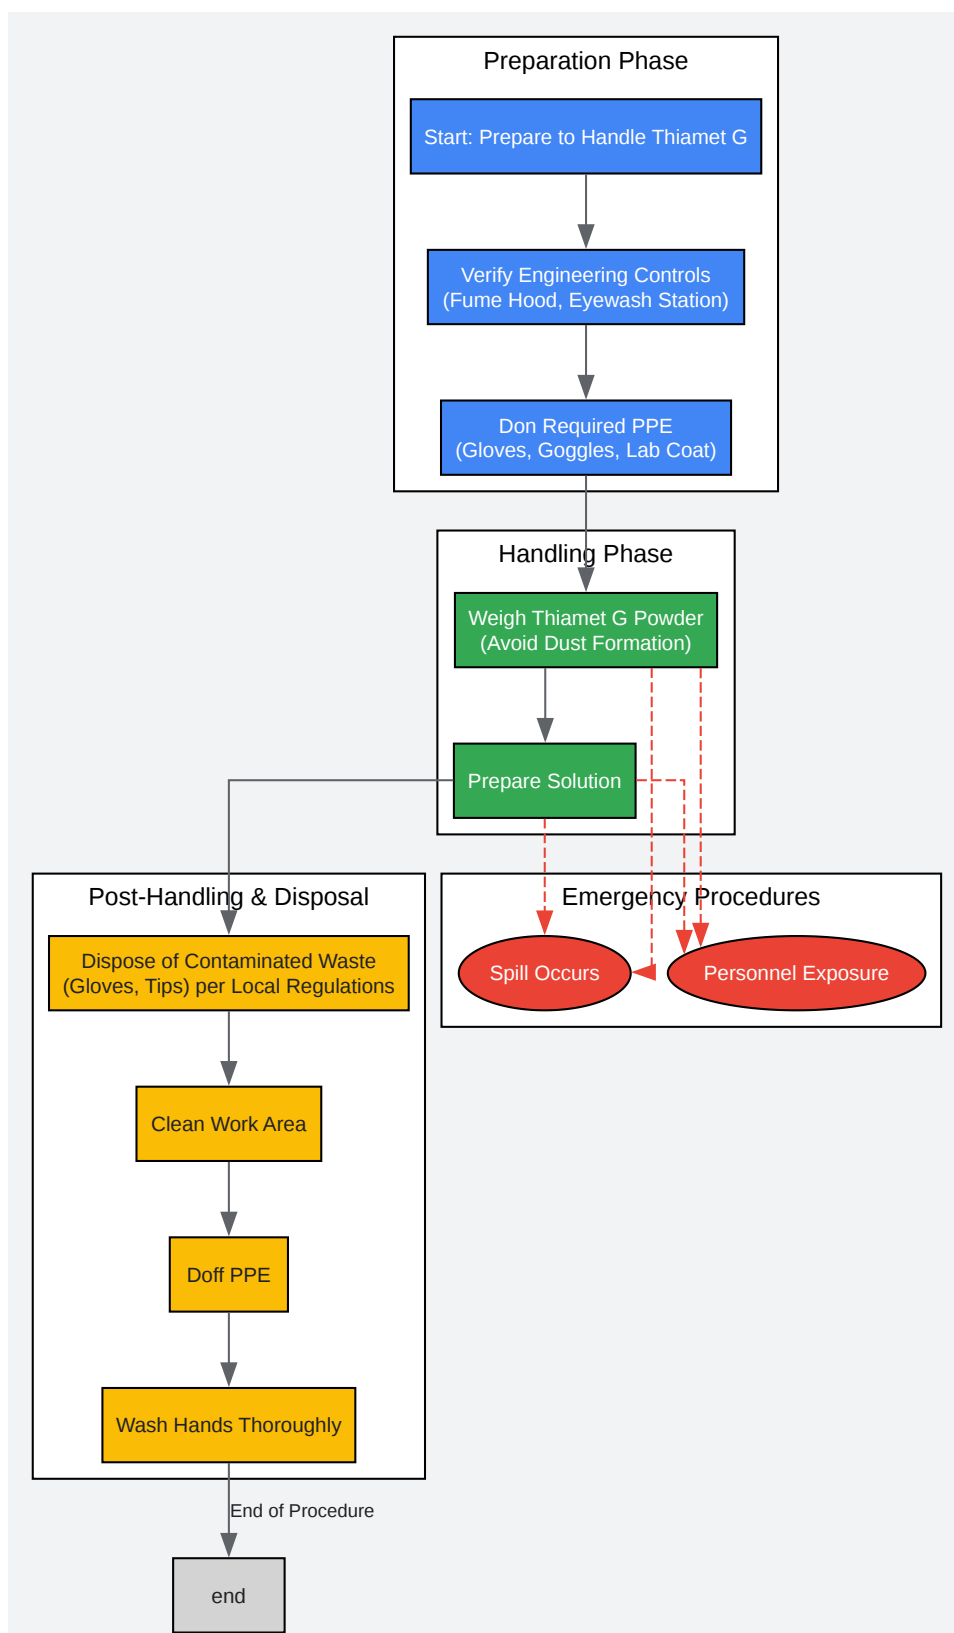 Preparation Phase
Start: Prepare to Handle Thiamet G
Verify Engineering Controls
(Fume Hood, Eyewash Station)
Don Required PPE
(Gloves, Goggles, Lab Coat)
Handling Phase
Weigh Thiamet G Powder
(Avoid Dust Formation)
Prepare Solution
Post-Handling & Disposal
Dispose of Contaminated Waste
(Gloves, Tips) per Local Regulations
Clean Work Area
Doff PPE
Wash Hands Thoroughly
End of Procedure
end
Emergency Procedures
Spill Occurs
Personnel Exposure